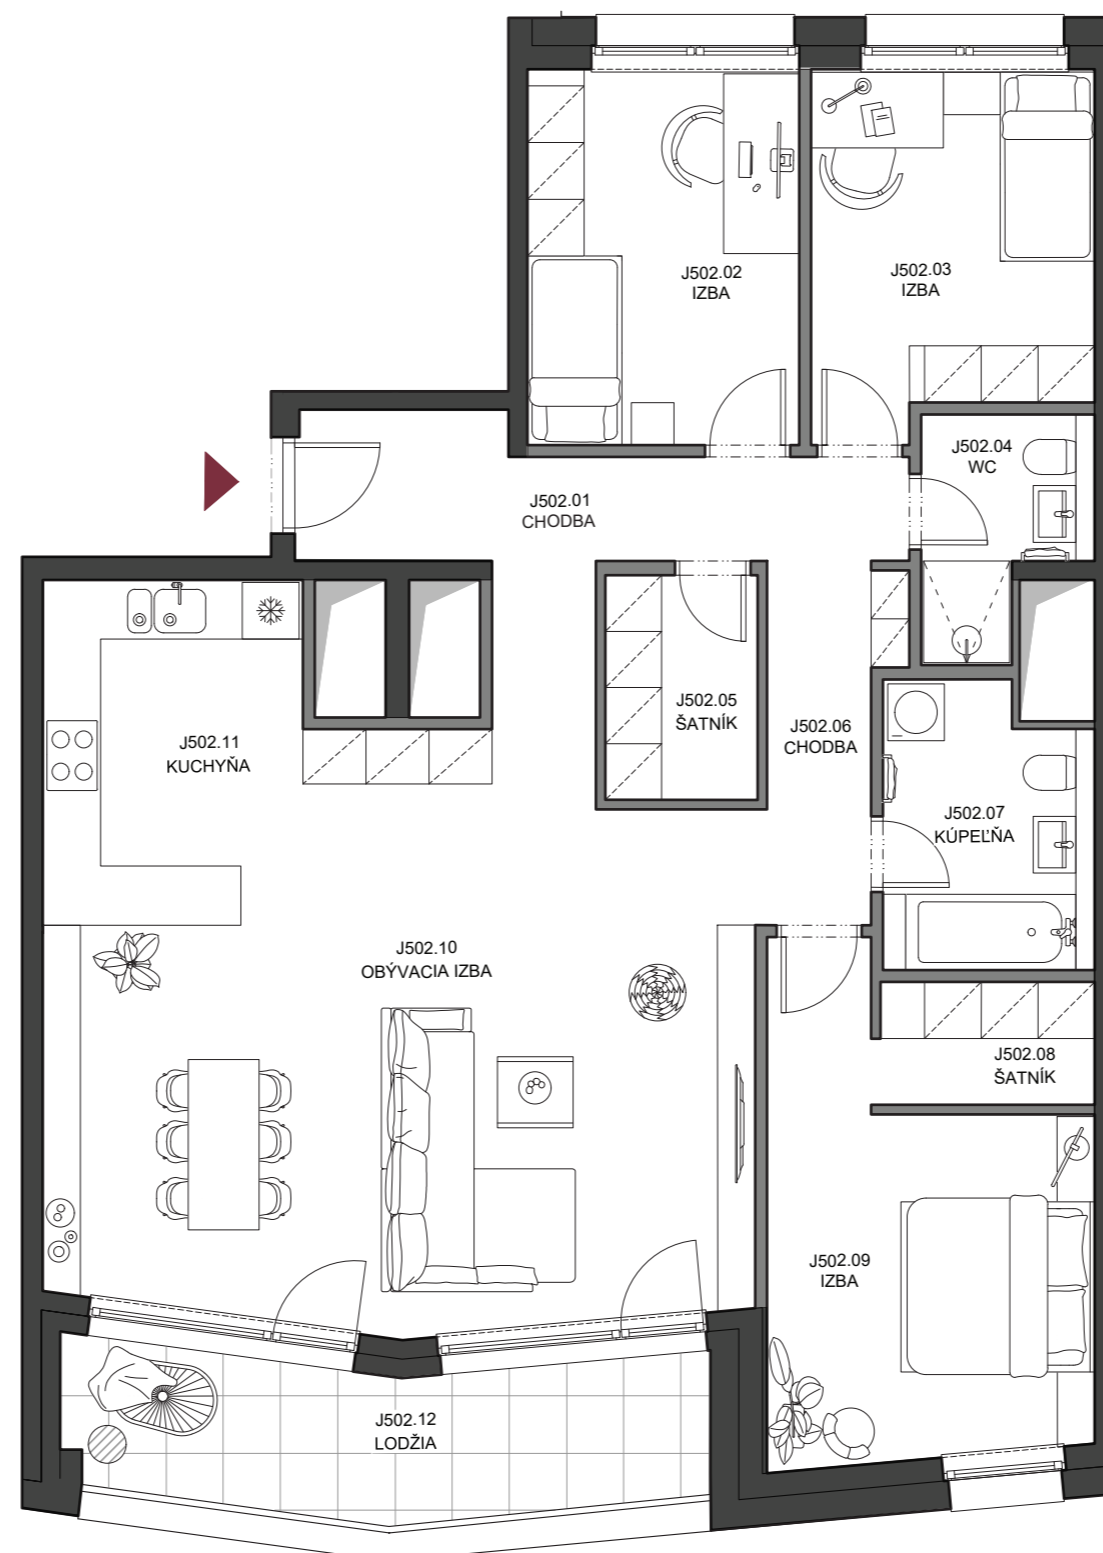 J502.02
IZBA
J502.03
IZBA
J502.04
WC
J502.01
CHODBA
J502.05
ŠATNÍK
J502.06
CHODBA
J502.11
KUCHYŇA
J502.07
KÚPEĽŇA
J502.10
OBÝVACIA IZBA
J502.08
ŠATNÍK
J502.09
IZBA
J502.12
LODŽIA